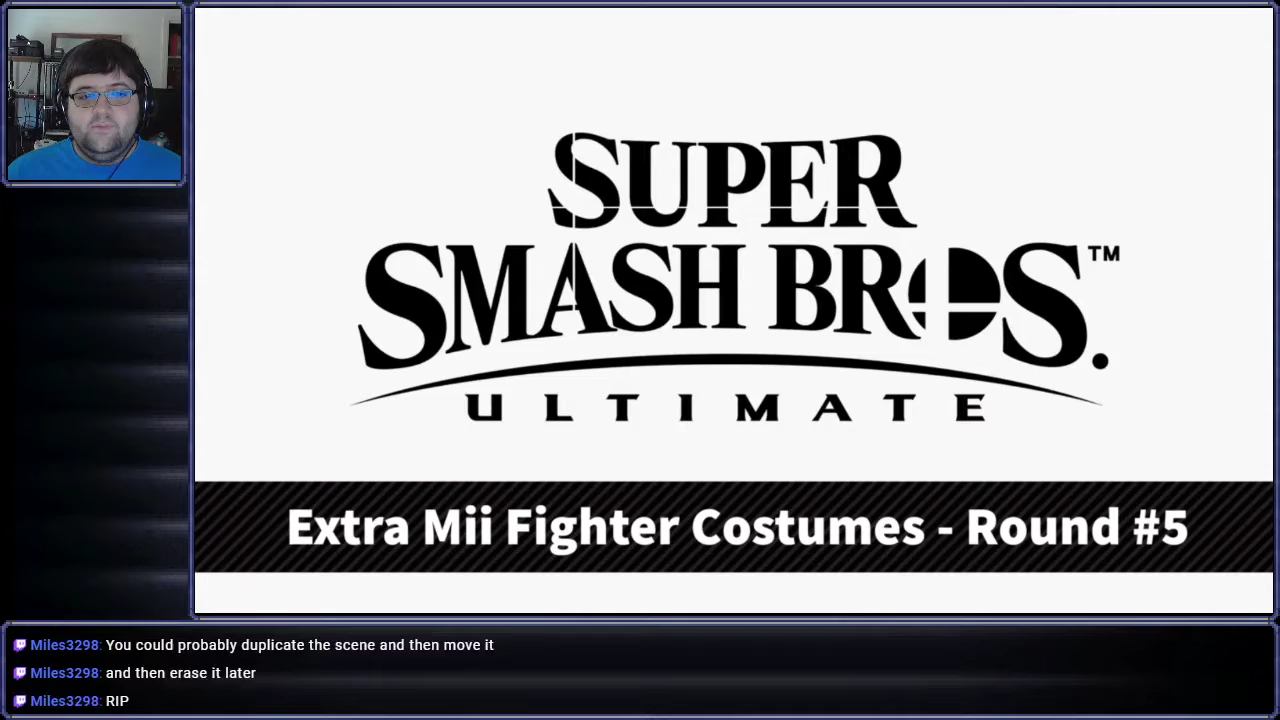 SUPER
SMASH BROS.™
ULTIMATE
Extra Mii Fighter Costumes - Round #5
Miles3298: You could probably duplicate the scene and then move it
Miles3298: and then erase it later
Miles3298: RIP